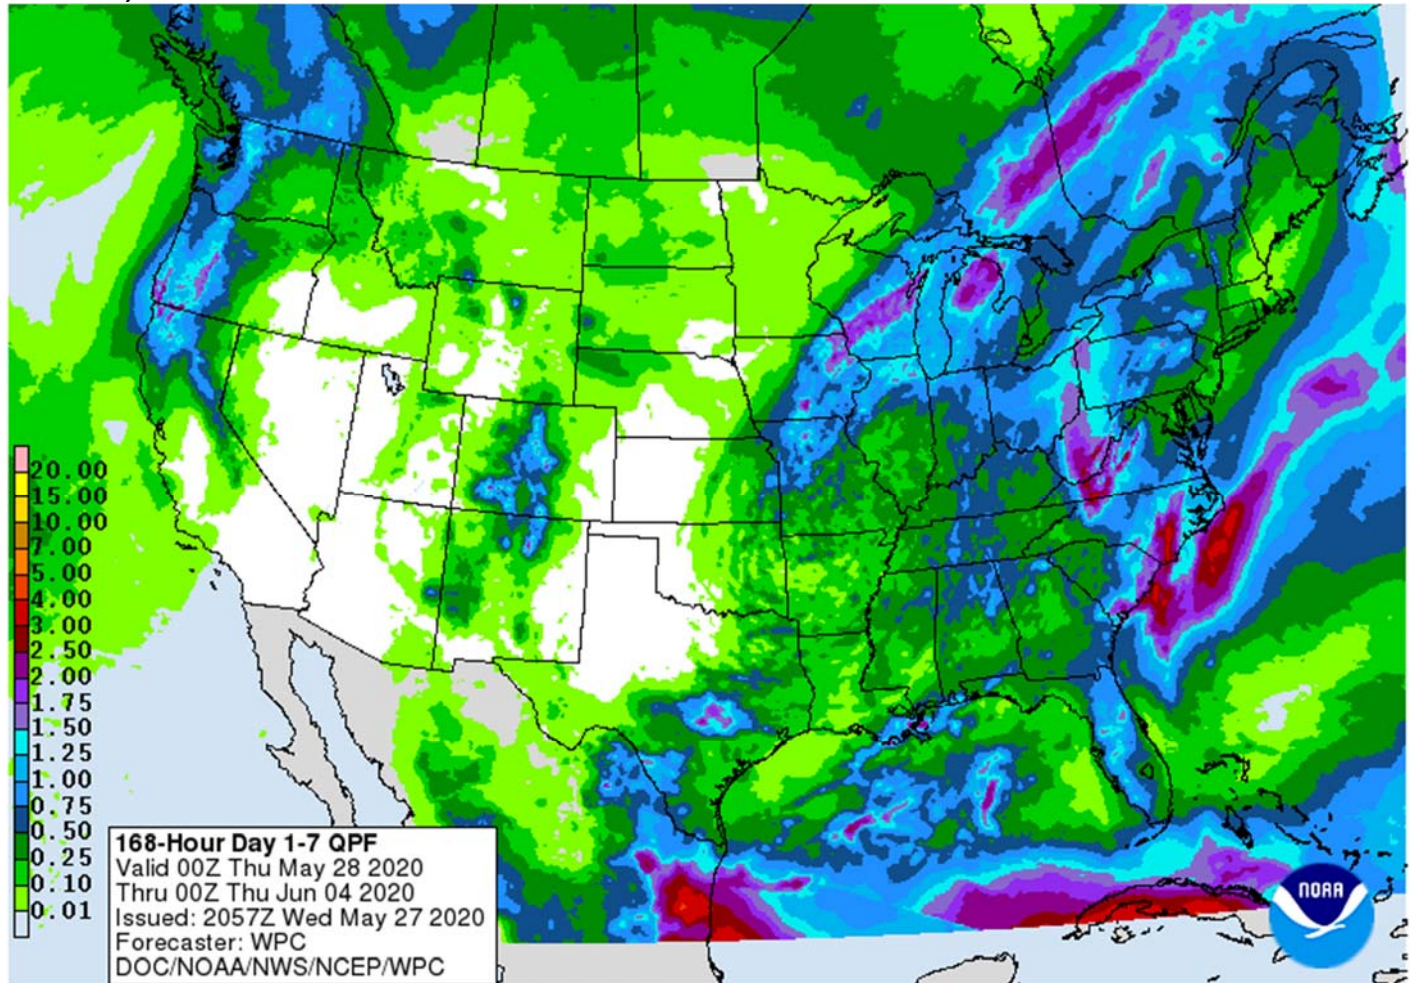 20.00
15.00
10.00
7.00
5.00
4.00
3.00
2.50
2.00
1.75
1.50
1.25
1.00
0.75
0.50
0.25
0.10
0.01
168-Hour Day 1-7 QPF
Valid 00Z Thu May 28 2020
Thru 00Z Thu Jun 04 2020
Issued: 2057Z Wed May 27 2020
Forecaster: WPC
DOC/NOAA/NWS/NCEP/WPC
NOAA